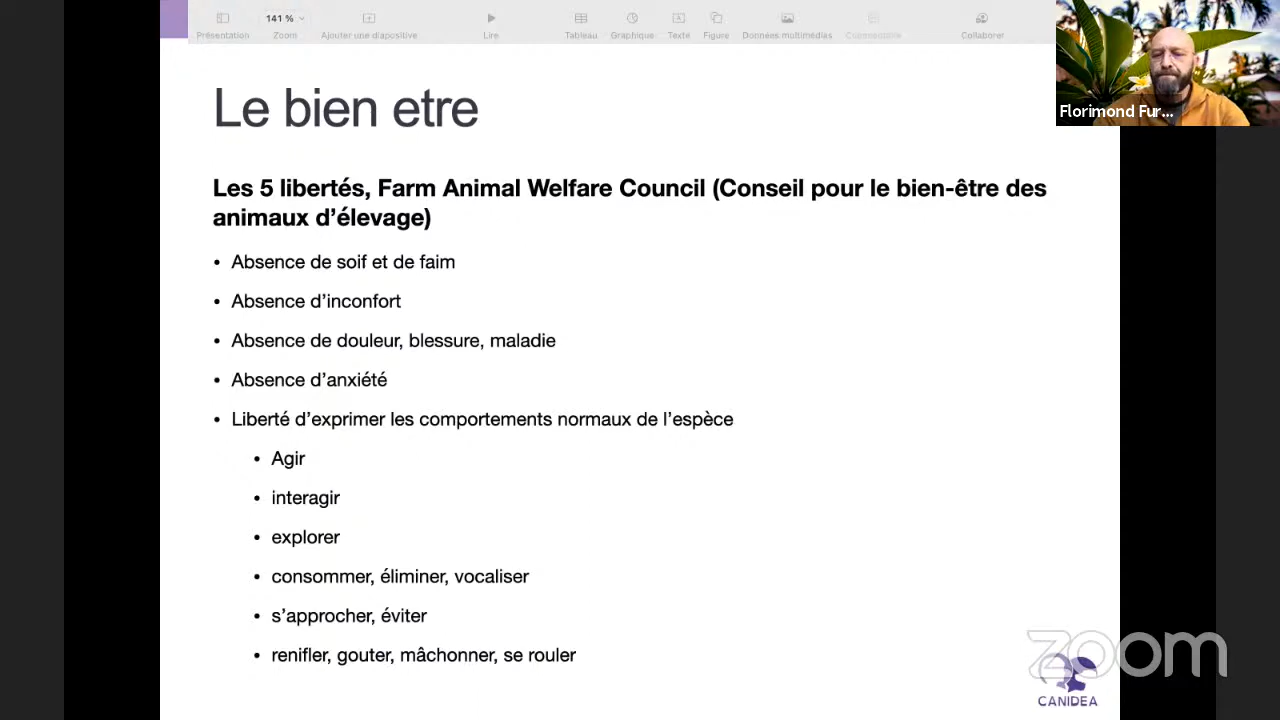 141 %
Présentation
Zoom
Ajouter une diapositive
Lire
Tableau
Graphique
Texte
Figure
Données multimédias
Commentaire
Collaborer
Florimond Fur...
Le bien etre
Les 5 libertés, Farm Animal Welfare Council (Conseil pour le bien-être des
animaux d’élevage)
• Absence de soif et de faim
• Absence d’inconfort
• Absence de douleur, blessure, maladie
• Absence d’anxiété
• Liberté d’exprimer les comportements normaux de l’espèce
• Agir
• interagir
• explorer
• consommer, éliminer, vocaliser
• s’approcher, éviter
• renifler, gouter, mâchonner, se rouler
zoom
CANIDEA